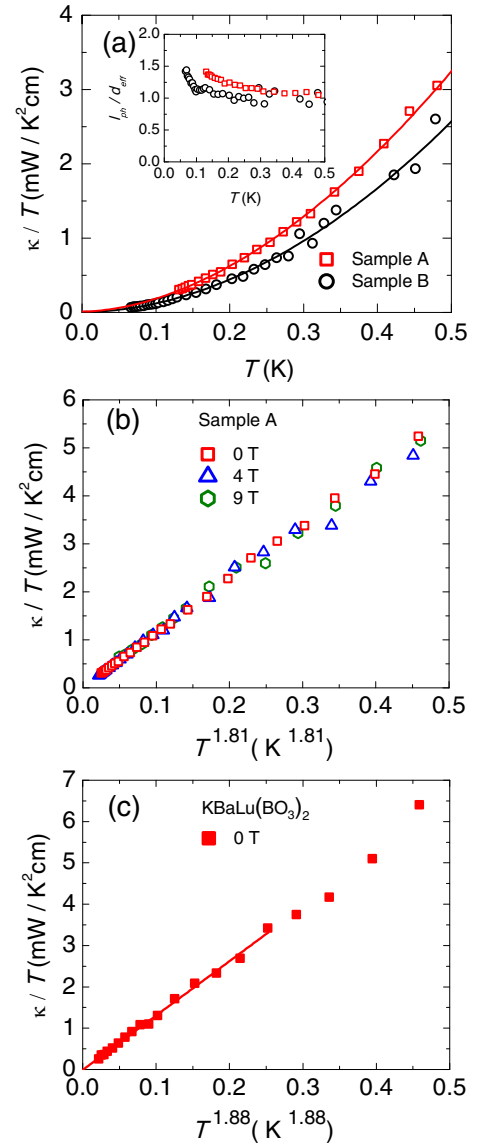 (a)
κ / T (mW / K²cm)
4
3
2
1
0
l_ph / d_eff
2.0
1.5
1.0
0.5
0.0
0.0 0.1 0.2 0.3 0.4 0.5
T (K)
Sample A
Sample B
0.0 0.1 0.2 0.3 0.4 0.5
T (K)
(b)
Sample A
0 T
4 T
9 T
κ / T (mW / K²cm)
6
5
4
3
2
1
0
0.0 0.1 0.2 0.3 0.4 0.5
T^1.81 (K^1.81)
(c)
KBaLu(BO₃)₂
0 T
κ / T (mW / K²cm)
7
6
5
4
3
2
1
0
0.0 0.1 0.2 0.3 0.4 0.5
T^1.88 (K^1.88)